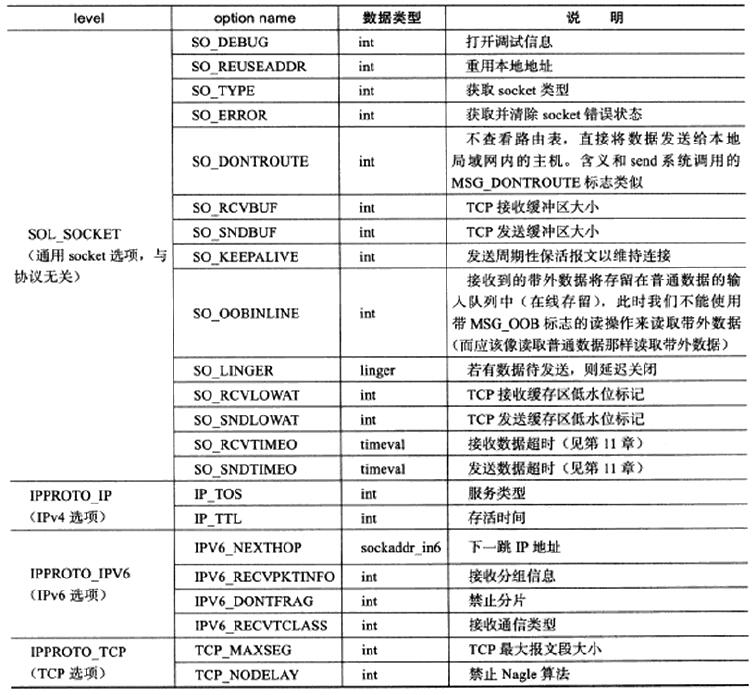 level option name 数据类型 说 明
SO_DEBUG int 打开调试信息
SO_REUSEADDR int 重用本地地址
SO_TYPE int 获取 socket 类型
SO_ERROR int 获取并清除 socket 错误状态
不查看路由表，直接将数据发送给本地
SO_DONTROUTE int 局域网内的主机。含义和 send 系统调用的
MSG_DONTROUTE 标志类似
SO_RCVBUF int TCP 接收缓冲区大小
SOL_SOCKET SO_SNDBUF int TCP 发送缓冲区大小
（通用 socket 选项，与 SO_KEEPALIVE int 发送周期性保活报文以维持连接
协议无关） 接收到的带外数据将存留在普通数据的输
入队列中（在线存留），此时我们不能使用
SO_OOBINLINE int 带 MSG_OOB 标志的读操作来读取带外数据
（而应该像读取普通数据那样读取带外数据）
SO_LINGER linger 若有数据待发送，则延迟关闭
SO_RCVLOWAT int TCP 接收缓存区低水位标记
SO_SNDLOWAT int TCP 发送缓存区低水位标记
SO_RCVTIMEO timeval 接收数据超时（见第 11 章）
SO_SNDTIMEO timeval 发送数据超时（见第 11 章）
IPPROTO_IP IP_TOS int 服务类型
（IPv4 选项） IP_TTL int 存活时间
IPV6_NEXTHOP sockaddr_in6 下一跳 IP 地址
IPPROTO_IPV6 IPV6_RECVPKTINFO int 接收分组信息
（IPv6 选项） IPV6_DONTFRAG int 禁止分片
IPV6_RECVTCLASS int 接收通信类型
IPPROTO_TCP TCP_MAXSEG int TCP 最大报文段大小
（TCP 选项） TCP_NODELAY int 禁止 Nagle 算法